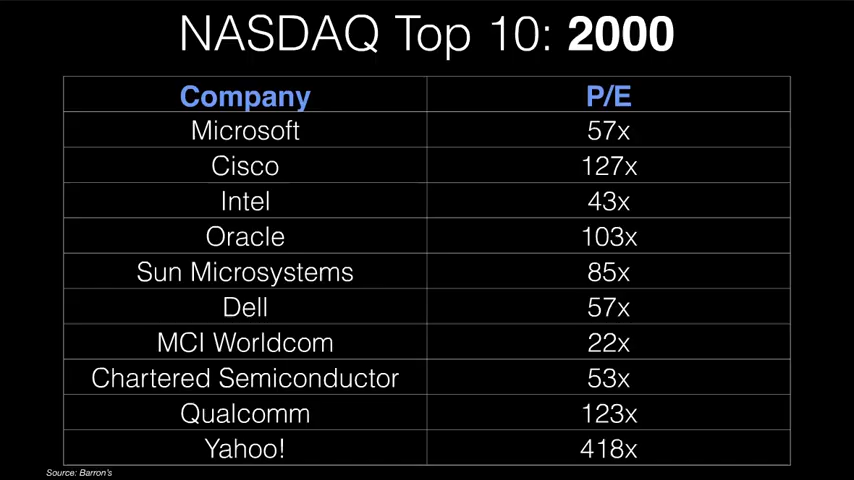 NASDAQ Top 10: 2000
Company P/E
Microsoft 57x
Cisco 127x
Intel 43x
Oracle 103x
Sun Microsystems 85x
Dell 57x
MCI Worldcom 22x
Chartered Semiconductor 53x
Qualcomm 123x
Yahoo! 418x
Source: Barron's